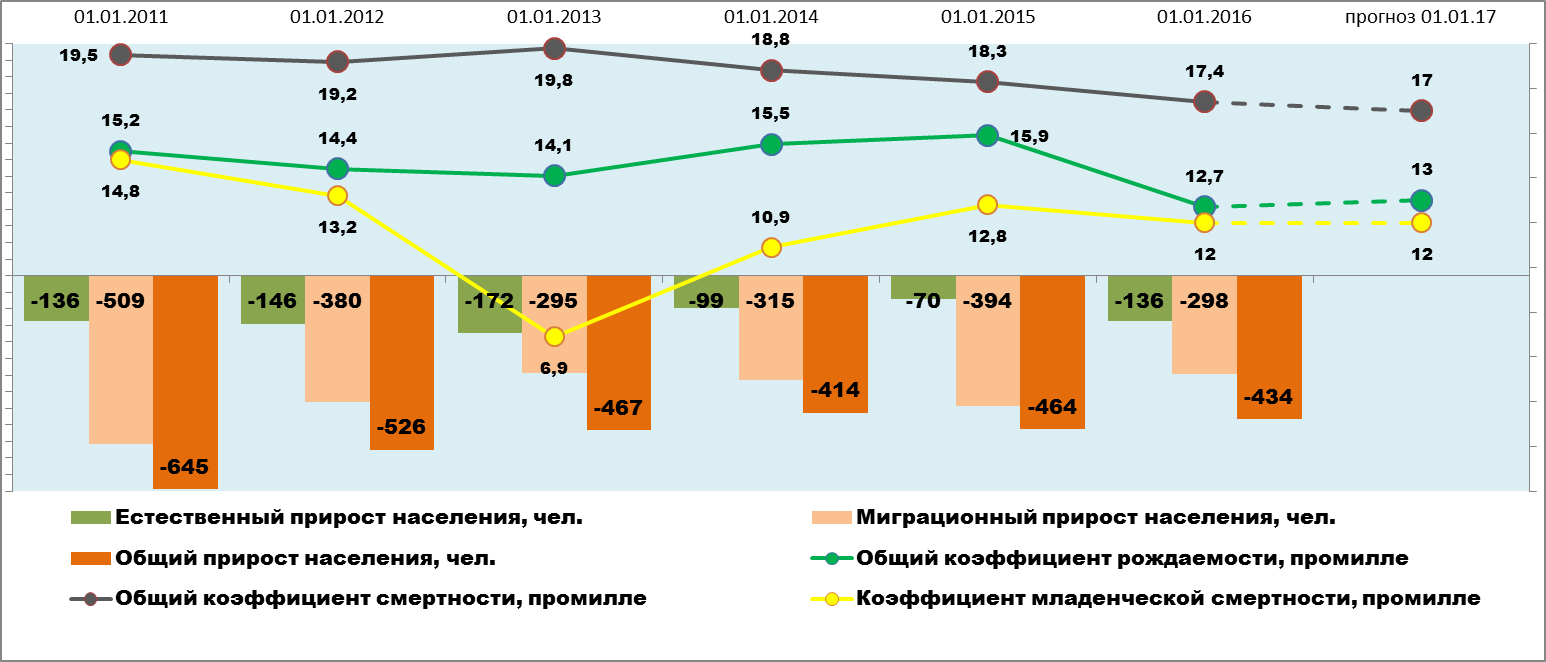 01.01.2011 01.01.2012 01.01.2013 01.01.2014 01.01.2015 01.01.2016 прогноз 01.01.17
19,5 19,2 19,8 18,8 18,3 17,4 17
15,2 14,4 14,1 15,5 15,9 12,7 13
14,8 13,2 6,9 10,9 12,8 12 12
-136 -509 -146 -380 -172 -295 -99 -315 -70 -394 -136 -298
-645 -526 -467 -414 -464 -434
Естественный прирост населения, чел. Миграционный прирост населения, чел.
Общий прирост населения, чел. Общий коэффициент рождаемости, промилле
Общий коэффициент смертности, промилле Коэффициент младенческой смертности, промилле